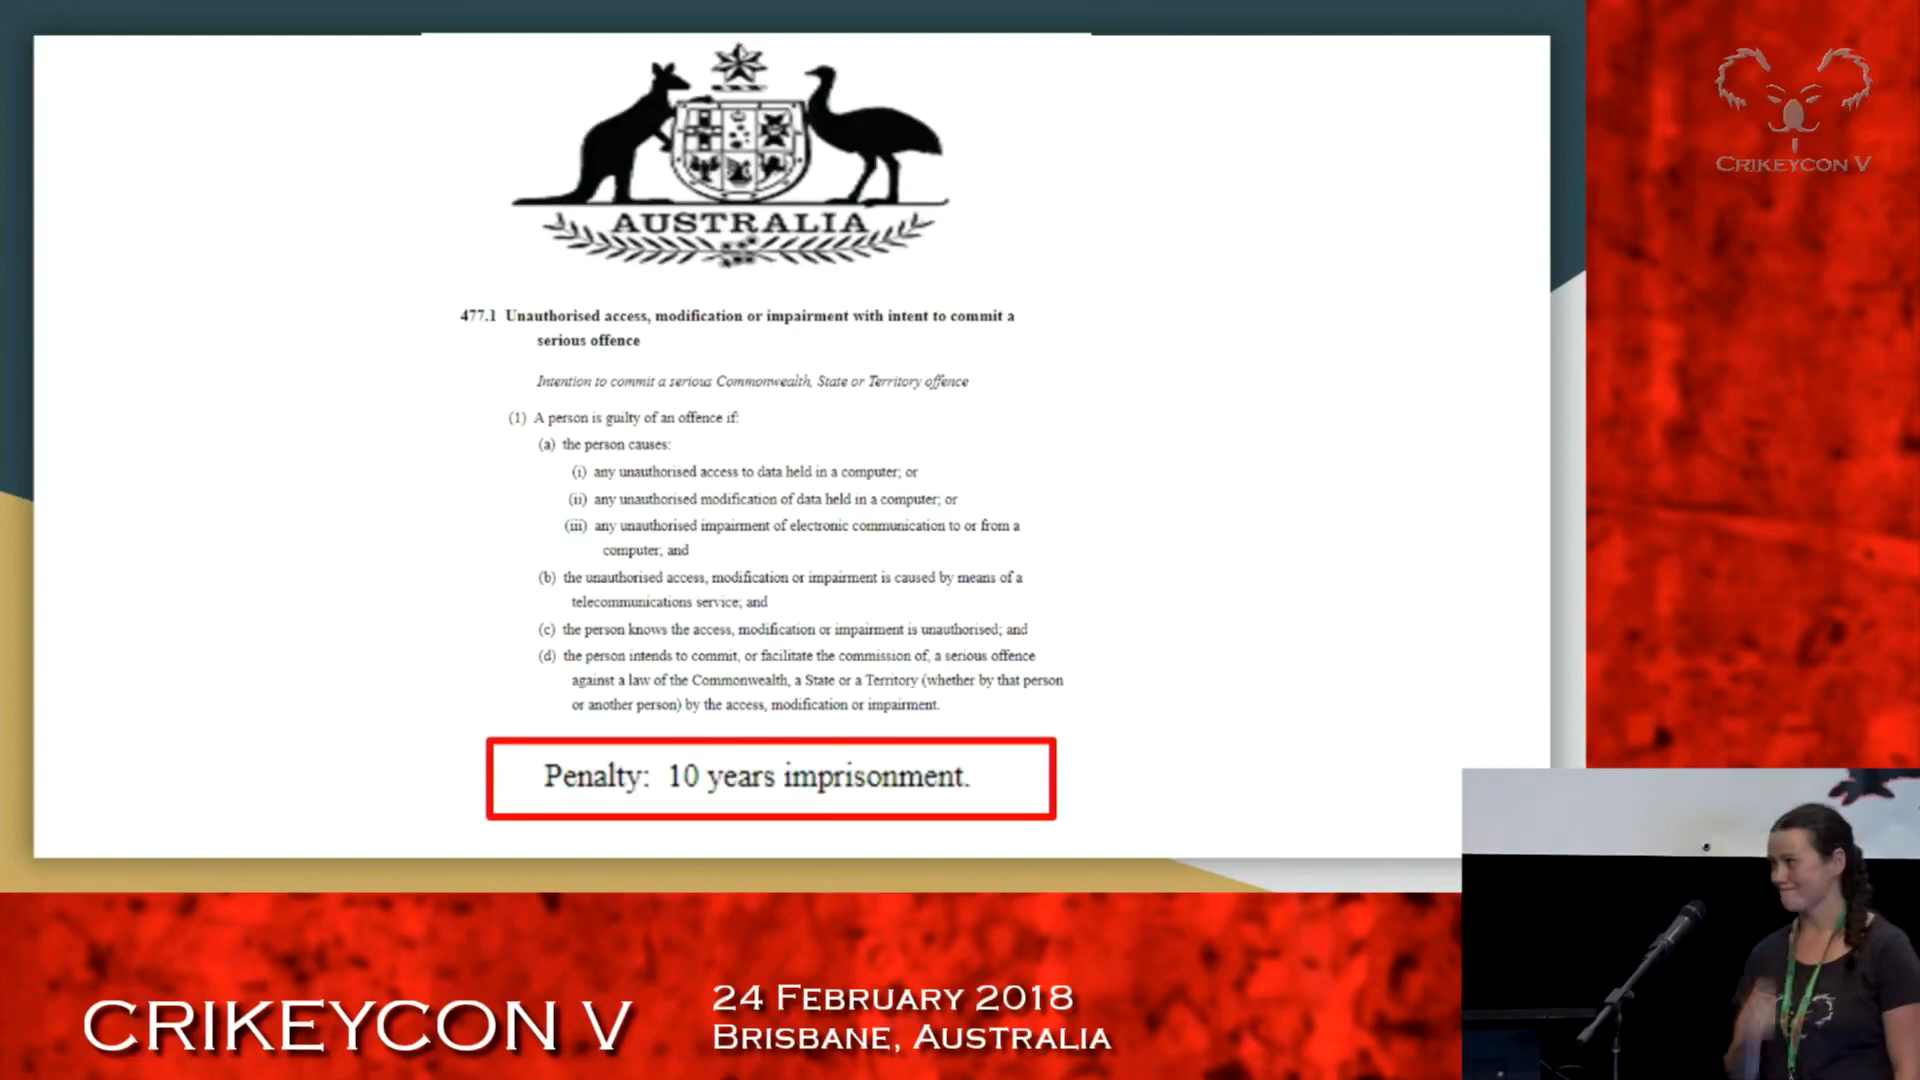 AUSTRALIA
477.1 Unauthorised access, modification or impairment with intent to commit a
serious offence
Intention to commit a serious Commonwealth, State or Territory offence
(1) A person is guilty of an offence if:
(a) the person causes:
(i) any unauthorised access to data held in a computer; or
(ii) any unauthorised modification of data held in a computer; or
(iii) any unauthorised impairment of electronic communication to or from a
computer; and
(b) the unauthorised access, modification or impairment is caused by means of a
telecommunications service; and
(c) the person knows the access, modification or impairment is unauthorised; and
(d) the person intends to commit, or facilitate the commission of, a serious offence
against a law of the Commonwealth, a State or a Territory (whether by that person
or another person) by the access, modification or impairment.
Penalty: 10 years imprisonment.
CRIKEYCON V
CRIKEYCON V
24 FEBRUARY 2018
BRISBANE, AUSTRALIA